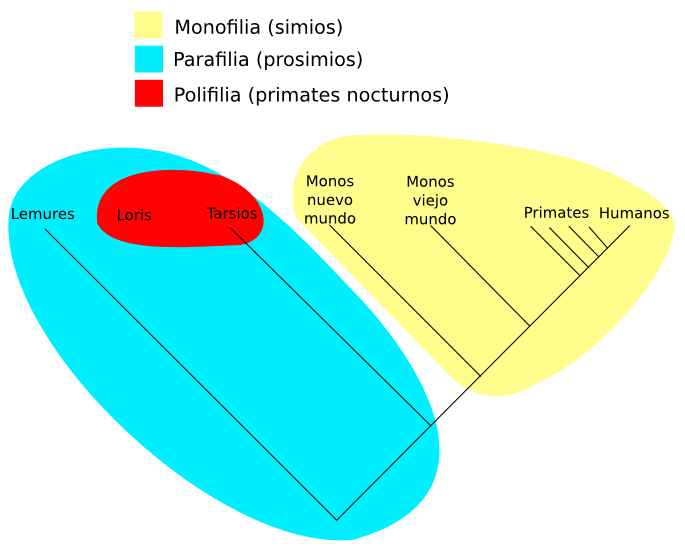 Monofilia (simios)
Parafilia (prosimios)
Polifilia (primates nocturnos)
Lemures
Loris
Tarsios
Monos
nuevo
mundo
Monos
viejo
mundo
Primates
Humanos